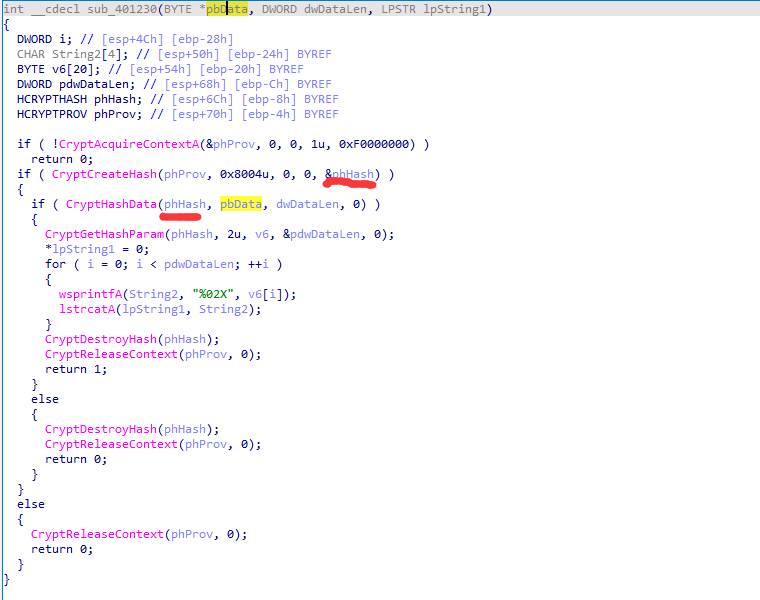 int __cdecl sub_401230(BYTE *pbData, DWORD dwDataLen, LPSTR lpString1)
{
  DWORD i; // [esp+4Ch] [ebp-28h]
  CHAR String2[4]; // [esp+50h] [ebp-24h] BYREF
  BYTE v6[20]; // [esp+54h] [ebp-20h] BYREF
  DWORD pdwDataLen; // [esp+68h] [ebp-Ch] BYREF
  HCRYPTHASH phHash; // [esp+6Ch] [ebp-8h] BYREF
  HCRYPTPROV phProv; // [esp+70h] [ebp-4h] BYREF
  if ( !CryptAcquireContextA(&phProv, 0, 0, 1u, 0xF0000000) )
    return 0;
  if ( CryptCreateHash(phProv, 0x8004u, 0, 0, &phHash) )
  {
    if ( CryptHashData(phHash, pbData, dwDataLen, 0) )
    {
      CryptGetHashParam(phHash, 2u, v6, &pdwDataLen, 0);
      *lpString1 = 0;
      for ( i = 0; i < pdwDataLen; ++i )
      {
        wsprintfA(String2, "%02X", v6[i]);
        lstrcatA(lpString1, String2);
      }
      CryptDestroyHash(phHash);
      CryptReleaseContext(phProv, 0);
      return 1;
    }
    else
    {
      CryptDestroyHash(phHash);
      CryptReleaseContext(phProv, 0);
      return 0;
    }
  }
  else
  {
    CryptReleaseContext(phProv, 0);
    return 0;
  }
}